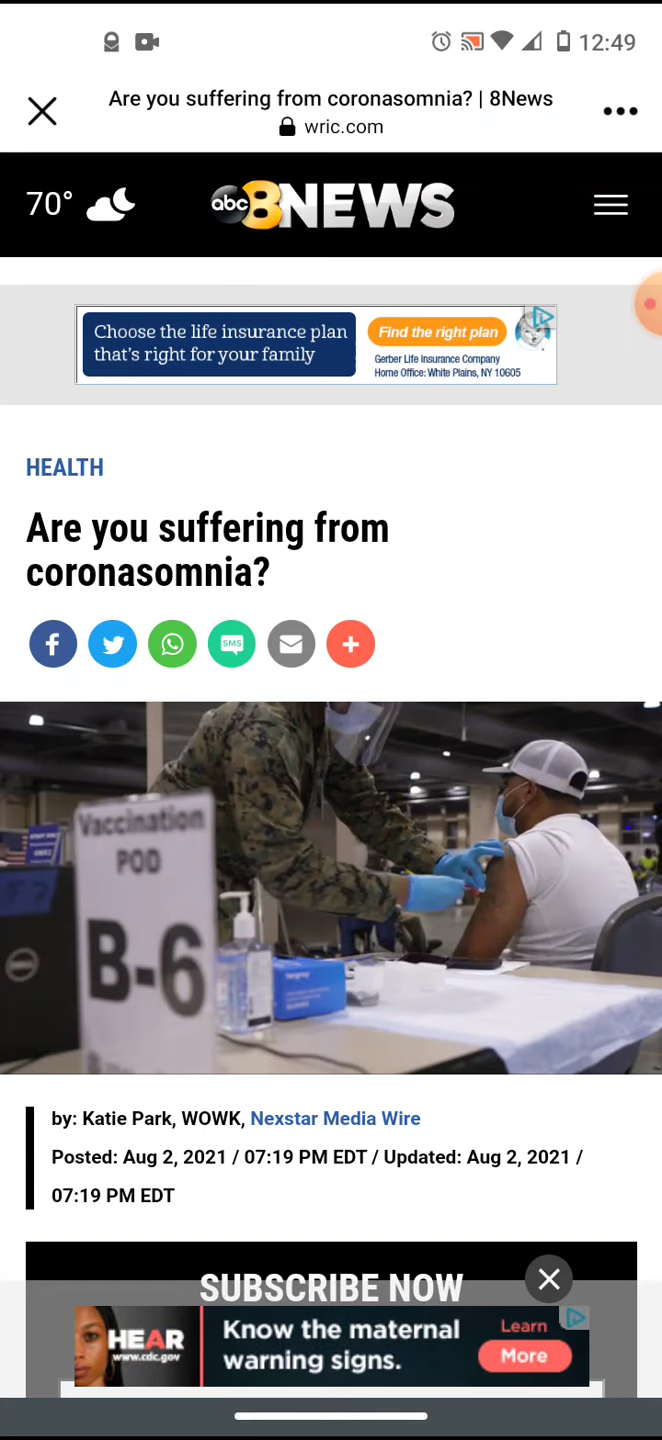 12:49
Are you suffering from coronasomnia? | 8News
wric.com
70°
abc 8NEWS
Choose the life insurance plan
that's right for your family
Find the right plan
Gerber Life Insurance Company
Home Office: White Plains, NY 10605
HEALTH
Are you suffering from
coronasomnia?
SMS
Vaccination
POD
B-6
by: Katie Park, WOWK, Nexstar Media Wire
Posted: Aug 2, 2021 / 07:19 PM EDT / Updated: Aug 2, 2021 /
07:19 PM EDT
SUBSCRIBE NOW
HEAR
www.cdc.gov
Know the maternal
warning signs.
Learn
More